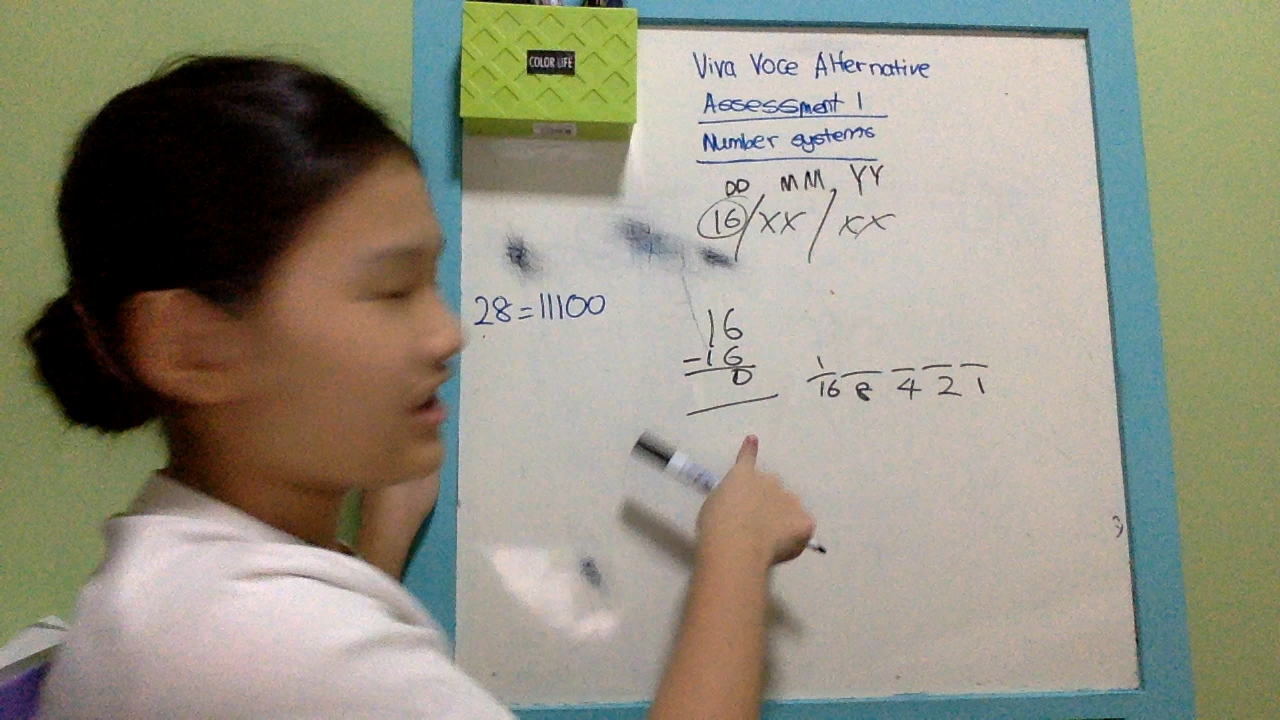 COLOR LIFE
Viva Voce Alternative
Assessment 1
Number systems
DD MM YY
16/XX/XX
28=11100
16
-16
0
1
16 8 4 2 1